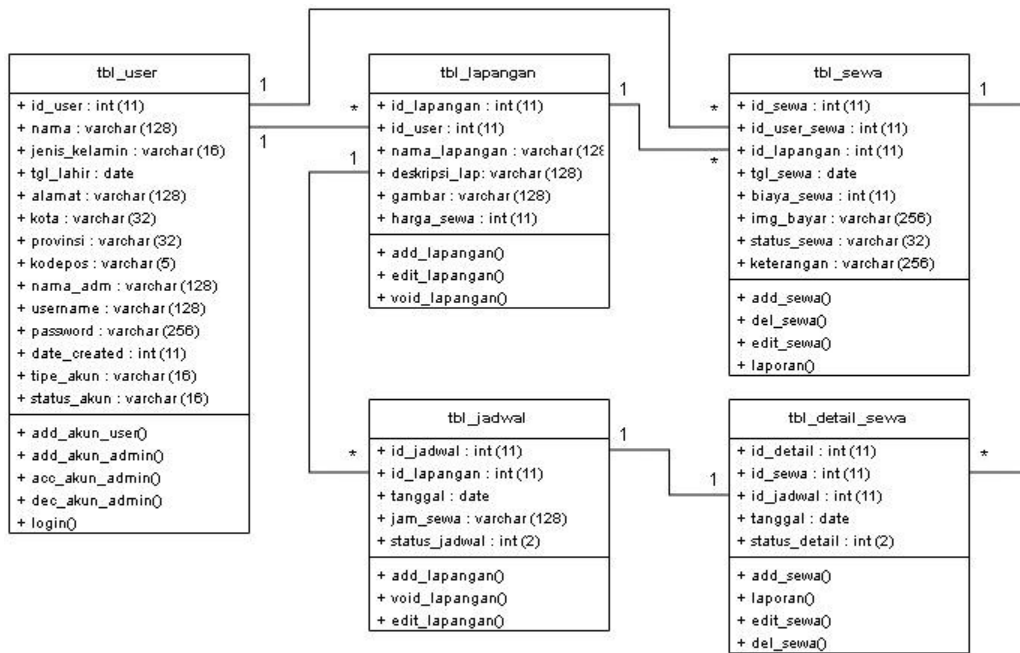 tbl_user
+ id_user : int (11)
+ nama : varchar (128)
+ jenis_kelamin : varchar (16)
+ tgl_lahir : date
+ alamat : varchar (128)
+ kota : varchar (32)
+ provinsi : varchar (32)
+ kodepos : varchar (5)
+ nama_adm : varchar (128)
+ username : varchar (128)
+ password : varchar (256)
+ date_created : int (11)
+ tipe_akun : varchar (16)
+ status_akun : varchar (16)
+ add_akun_user()
+ add_akun_admin()
+ acc_akun_admin()
+ dec_akun_admin()
+ login()
1
1
*
tbl_lapangan
+ id_lapangan : int (11)
+ id_user : int (11)
+ nama_lapangan : varchar (128
+ deskripsi_lap: varchar (128)
+ gambar : varchar (128)
+ harga_sewa : int (11)
+ add_lapangan()
+ edit_lapangan()
+ void_lapangan()
1
1
*
*
tbl_sewa
+ id_sewa : int (11)
+ id_user_sewa : int (11)
+ id_lapangan : int (11)
+ tgl_sewa : date
+ biaya_sewa : int (11)
+ img_bayar : varchar (256)
+ status_sewa : varchar (32)
+ keterangan : varchar (256)
+ add_sewa()
+ del_sewa()
+ edit_sewa()
+ laporan()
1
*
tbl_jadwal
+ id_jadwal : int (11)
+ id_lapangan : int (11)
+ tanggal : date
+ jam_sewa : varchar (128)
+ status_jadwal : int (2)
+ add_lapangan()
+ void_lapangan()
+ edit_lapangan()
1
1
tbl_detail_sewa
+ id_detail : int (11)
+ id_sewa : int (11)
+ id_jadwal : int (11)
+ tanggal : date
+ status_detail : int (2)
+ add_sewa()
+ laporan()
+ edit_sewa()
+ del_sewa()
*